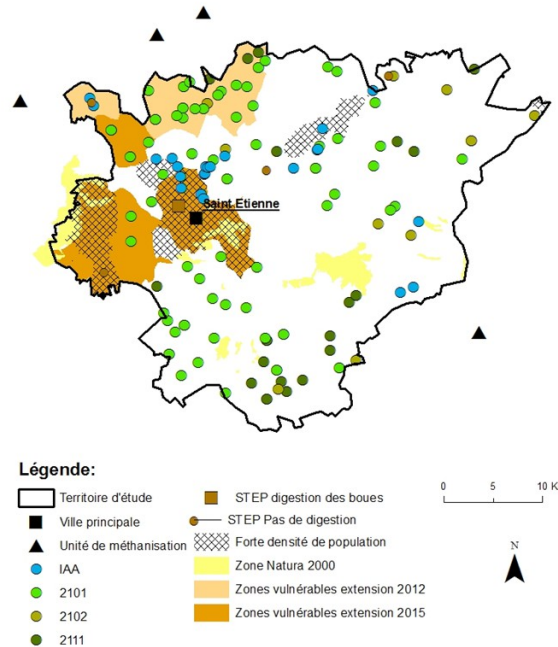 Saint Etienne
Légende:
Territoire d'étude
Ville principale
Unité de méthanisation
IAA
2101
2102
2111
STEP digestion des boues
STEP Pas de digestion
Forte densité de population
Zone Natura 2000
Zones vulnérables extension 2012
Zones vulnérables extension 2015
0 5 10 K
N